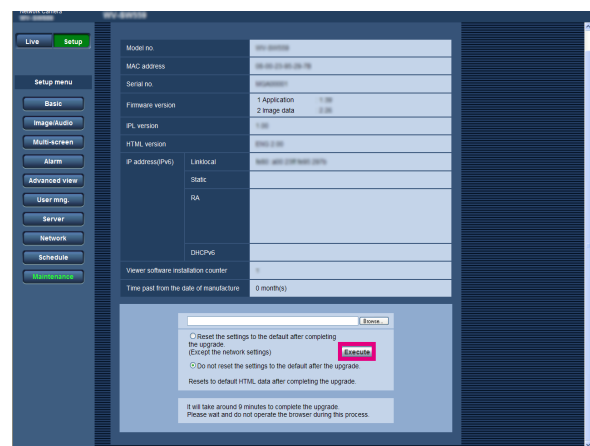 Network Camera
Live
Setup
Setup menu
Basic
Image/Audio
Multi-screen
Alarm
Advanced view
User mng.
Server
Network
Schedule
Maintenance
Model no.
MAC address
Serial no.
Firmware version
1 Application
2 Image data
IPL version
HTML version
IP address(IPv6)
Linklocal
Static
RA
DHCPv6
Viewer software installation counter
Time past from the date of manufacture
0 month(s)
Browse...
Reset the settings to the default after completing
the upgrade.
(Except the network settings)
Execute
Do not reset the settings to the default after the upgrade.
Resets to default HTML data after completing the upgrade.
It will take around 9 minutes to complete the upgrade.
Please wait and do not operate the browser during this process.